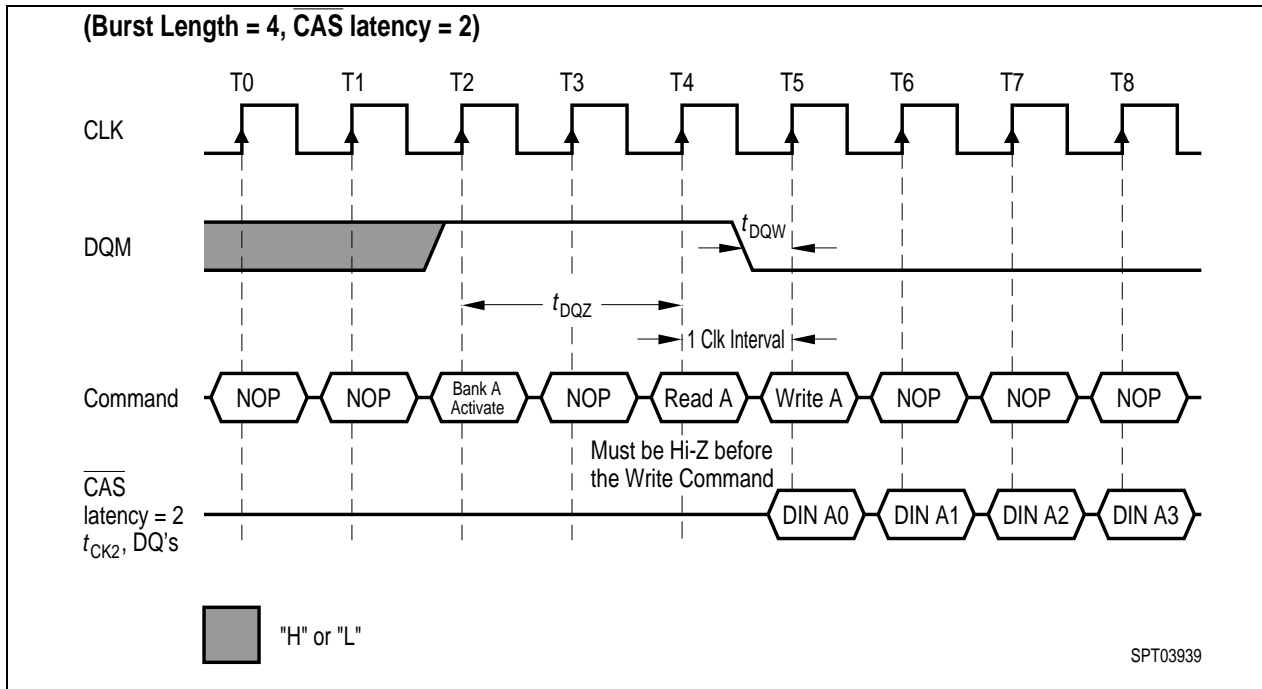 (Burst Length = 4, CAS latency = 2)
T0 T1 T2 T3 T4 T5 T6 T7 T8
CLK
DQM
tDQW
tDQZ
1 Clk Interval
Command NOP NOP Bank A Activate NOP Read A Write A NOP NOP NOP
Must be Hi-Z before
the Write Command
CAS
latency = 2
tCK2, DQ's
DIN A0 DIN A1 DIN A2 DIN A3
"H" or "L"
SPT03939